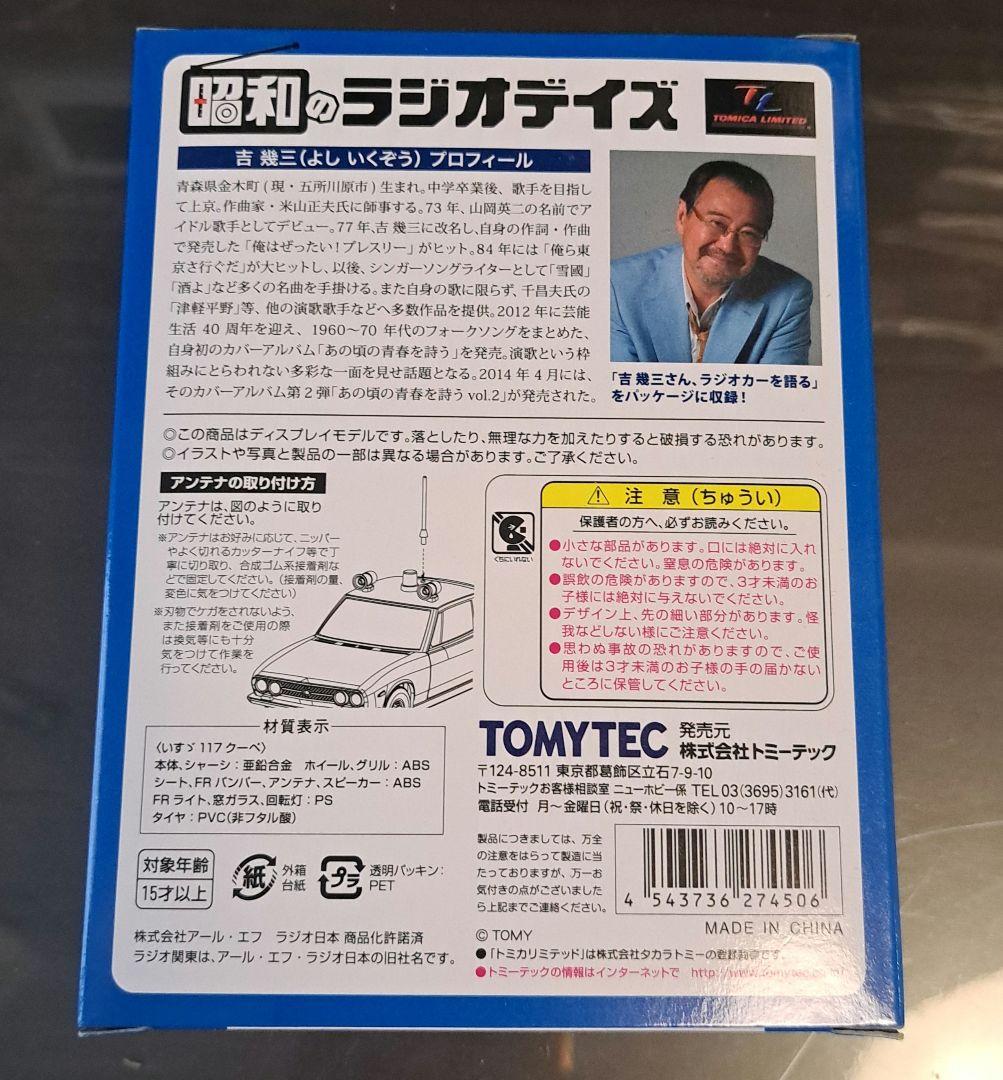 昭和のラジオデイズ
TL
TOMICA LIMITED
吉 幾三(よし いくぞう) プロフィール
青森県金木町(現・五所川原市)生まれ。中学卒業後、歌手を目指し
て上京。作曲家・米山正夫氏に師事する。73年、山岡英二の名前でア
イドル歌手としてデビュー。77年、吉 幾三に改名し、自身の作詞・作曲
で発売した「俺はぜったい!プレスリー」がヒット。84年には「俺ら東
京さ行ぐだ」が大ヒットし、以後、シンガーソングライターとして「雪國」
「酒よ」など多くの名曲を手掛ける。また自身の歌に限らず、千昌夫氏の
「津軽平野」等、他の演歌歌手などへ多数作品を提供。2012年に芸能
生活40周年を迎え、1960〜70年代のフォークソングをまとめた、
自身初のカバーアルバム「あの頃の青春を詩う」を発売。演歌という枠
組みにとらわれない多彩な一面を見せ話題となる。2014年4月には、
そのカバーアルバム第2弾「あの頃の青春を詩うvol.2」が発売された。
「吉 幾三さん、ラジオカーを語る」
をパッケージに収録!
◎この商品はディスプレイモデルです。落としたり、無理な力を加えたりすると破損する恐れがあります。
◎イラストや写真と製品の一部は異なる場合があります。ご了承ください。
アンテナの取り付け方
アンテナは、図のように取り
付けてください。
※アンテナはお好みに応じて、ニッパー
やよく切れるカッターナイフ等で丁
寧に切り取り、合成ゴム系接着剤な
どで固定してください。(接着剤の量、
変色に気をつけてください)
※刃物でケガをされないよう、
また接着剤をご使用の際
は換気等にも十分
気をつけて作業を
行ってください。
くちにいれない
⚠ 注 意(ちゅうい)
保護者の方へ、必ずお読みください。
●小さな部品があります。口には絶対に入れ
ないでください。窒息の危険があります。
●誤飲の危険がありますので、3才未満のお
子様には絶対に与えないでください。
●デザイン上、先の細い部分があります。怪
我などしない様にご注意ください。
●思わぬ事故の恐れがありますので、ご使
用後は3才未満のお子様の手の届かない
ところに保管してください。
材質表示
〈いすゞ117クーペ〉
本体、シャーシ:亜鉛合金 ホイール、グリル:ABS
シート、FRバンパー、アンテナ、スピーカー:ABS
FRライト、窓ガラス、回転灯:PS
タイヤ:PVC(非フタル酸)
TOMYTEC 発売元
株式会社トミーテック
〒124-8511 東京都葛飾区立石7-9-10
トミーテックお客様相談室 ニューホビー係 TEL 03(3695)3161(代)
電話受付 月〜金曜日(祝・祭・休日を除く)10〜17時
対象年齢
15才以上
紙
外箱
台紙
プラ
透明パッキン:
PET
製品につきましては、万全
の注意をはらって製造に当
たっておりますが、万一お
気付きの点がございました
ら上記までご連絡ください。
4 543736 274506
MADE IN CHINA
株式会社アール・エフ ラジオ日本 商品化許諾済
ラジオ関東は、アール・エフ・ラジオ日本の旧社名です。
© TOMY
●「トミカリミテッド」は株式会社タカラトミーの登録商標です。
●トミーテックの情報はインターネットで http://www.tomytec.co.jp/